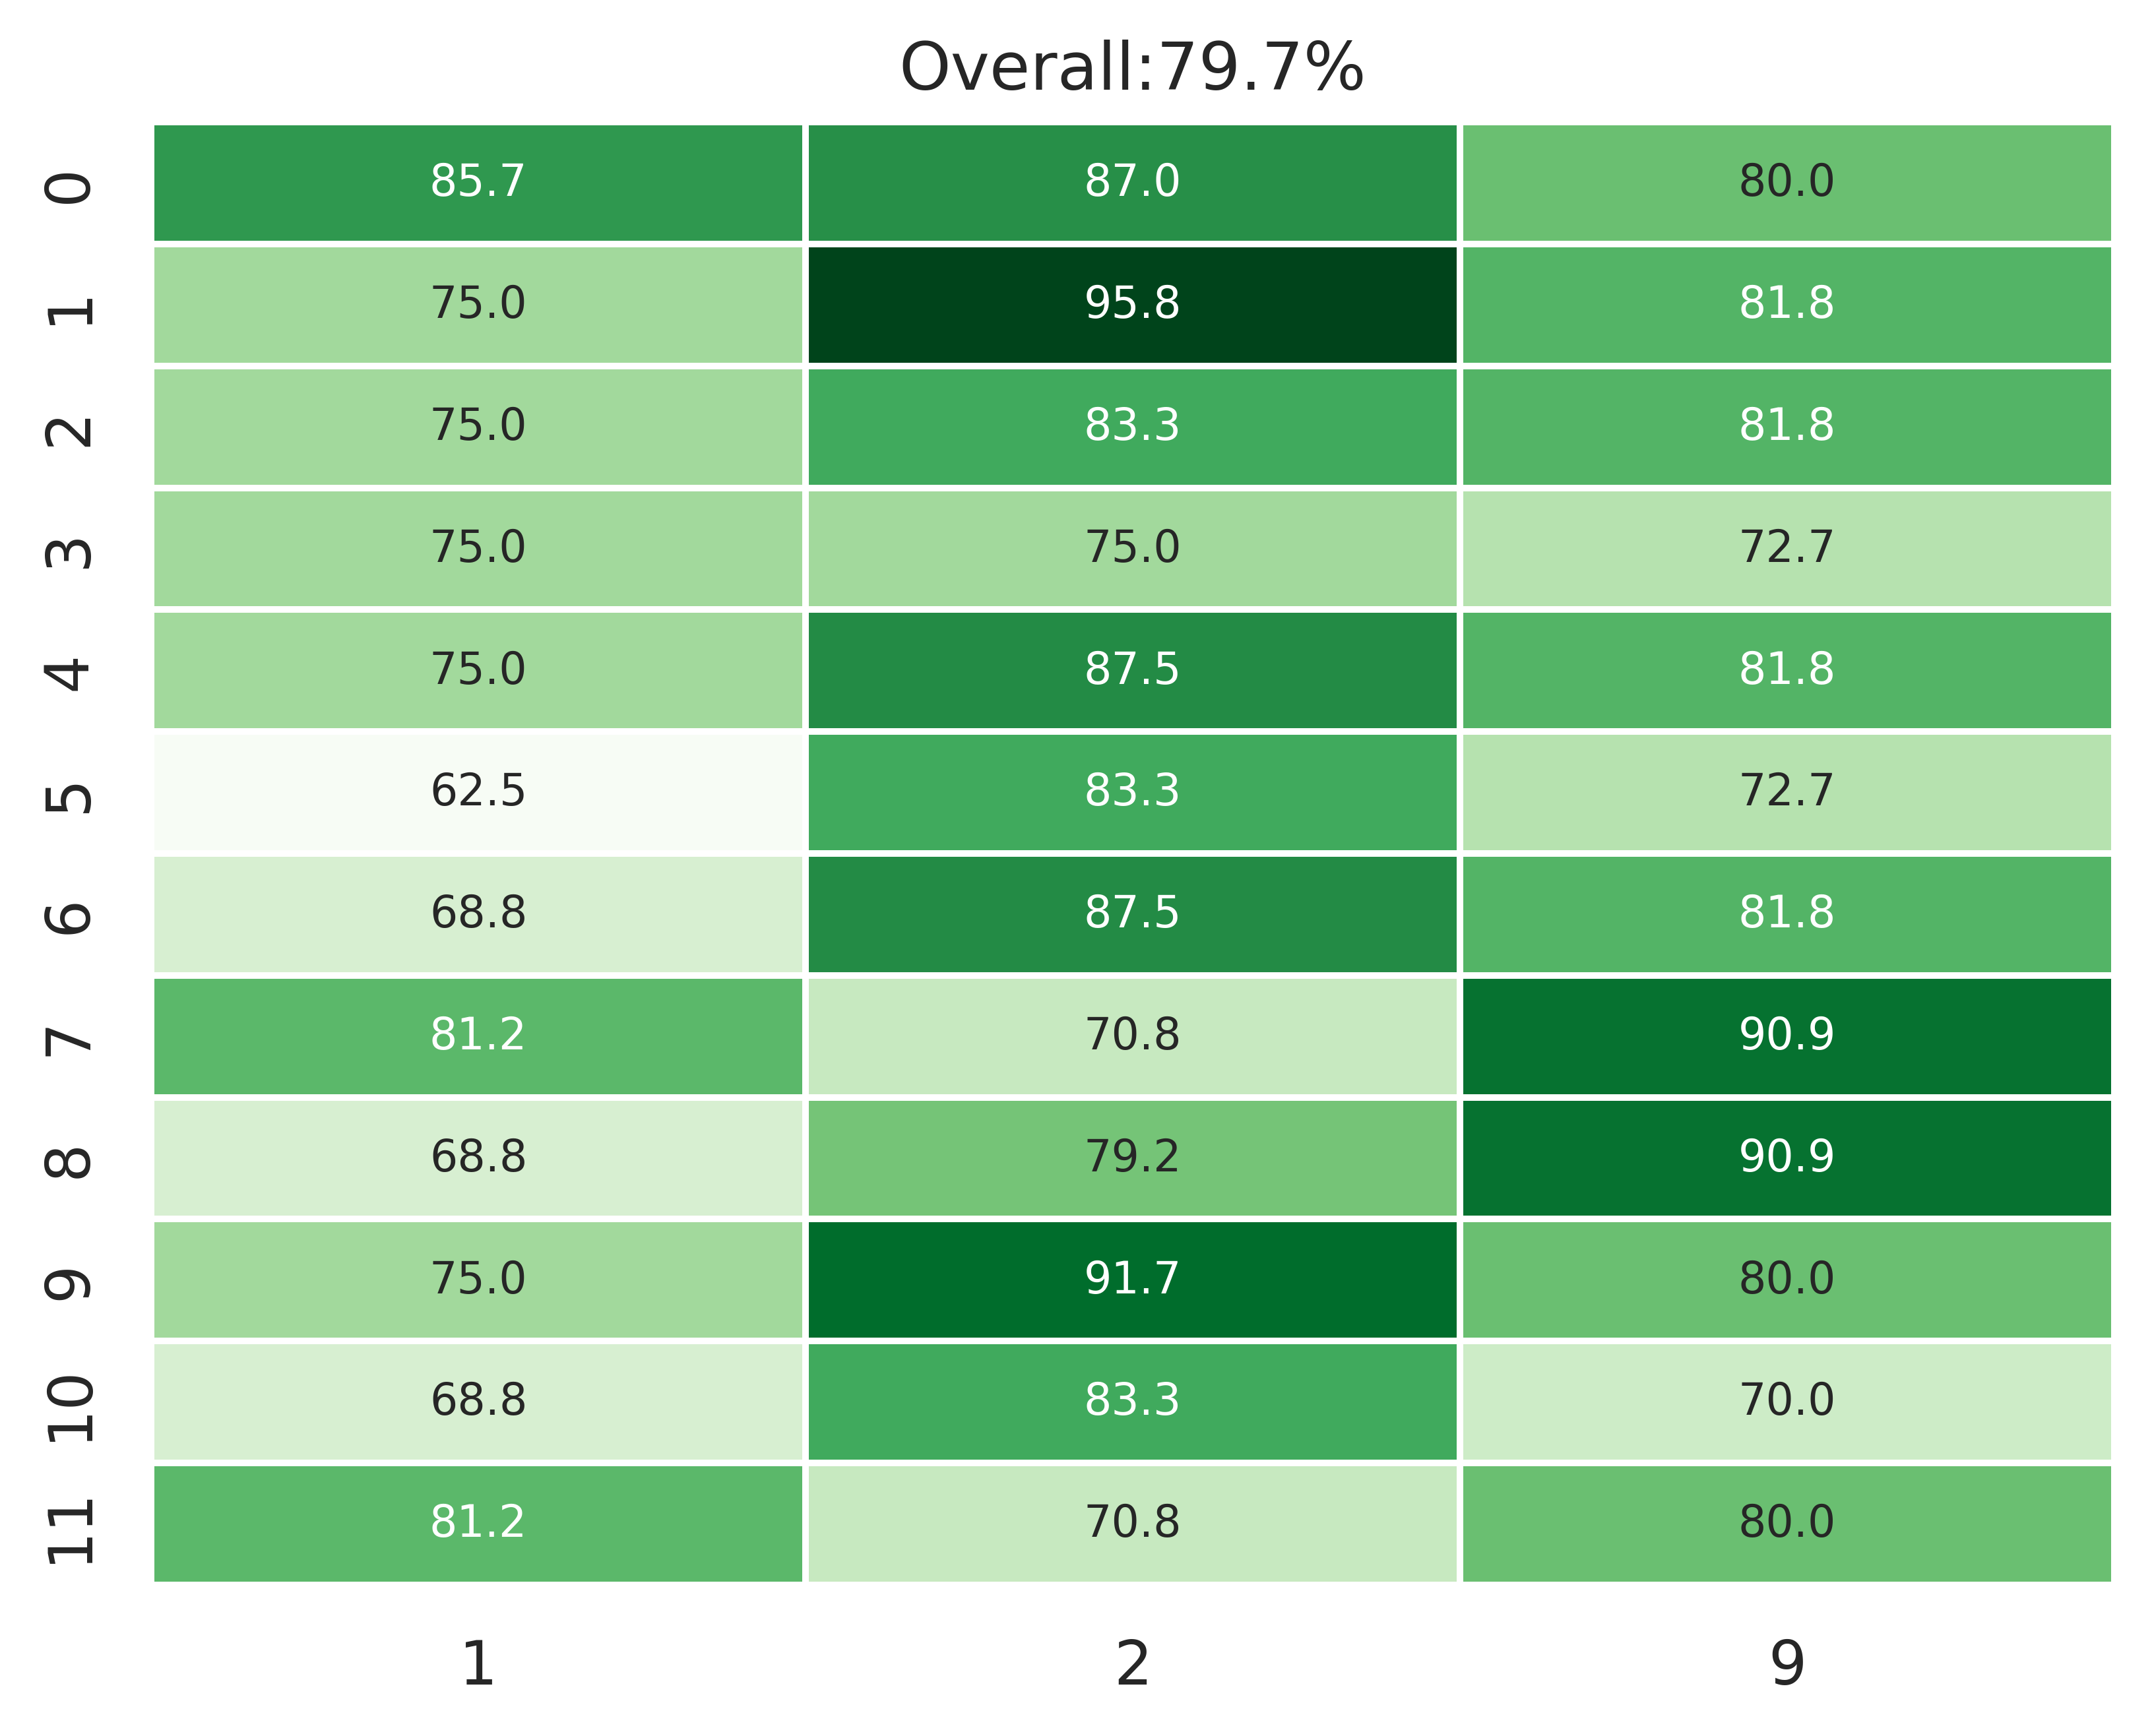 Overall:79.7%
0 85.7 87.0 80.0
1 75.0 95.8 81.8
2 75.0 83.3 81.8
3 75.0 75.0 72.7
4 75.0 87.5 81.8
5 62.5 83.3 72.7
6 68.8 87.5 81.8
7 81.2 70.8 90.9
8 68.8 79.2 90.9
9 75.0 91.7 80.0
10 68.8 83.3 70.0
11 81.2 70.8 80.0
1 2 9